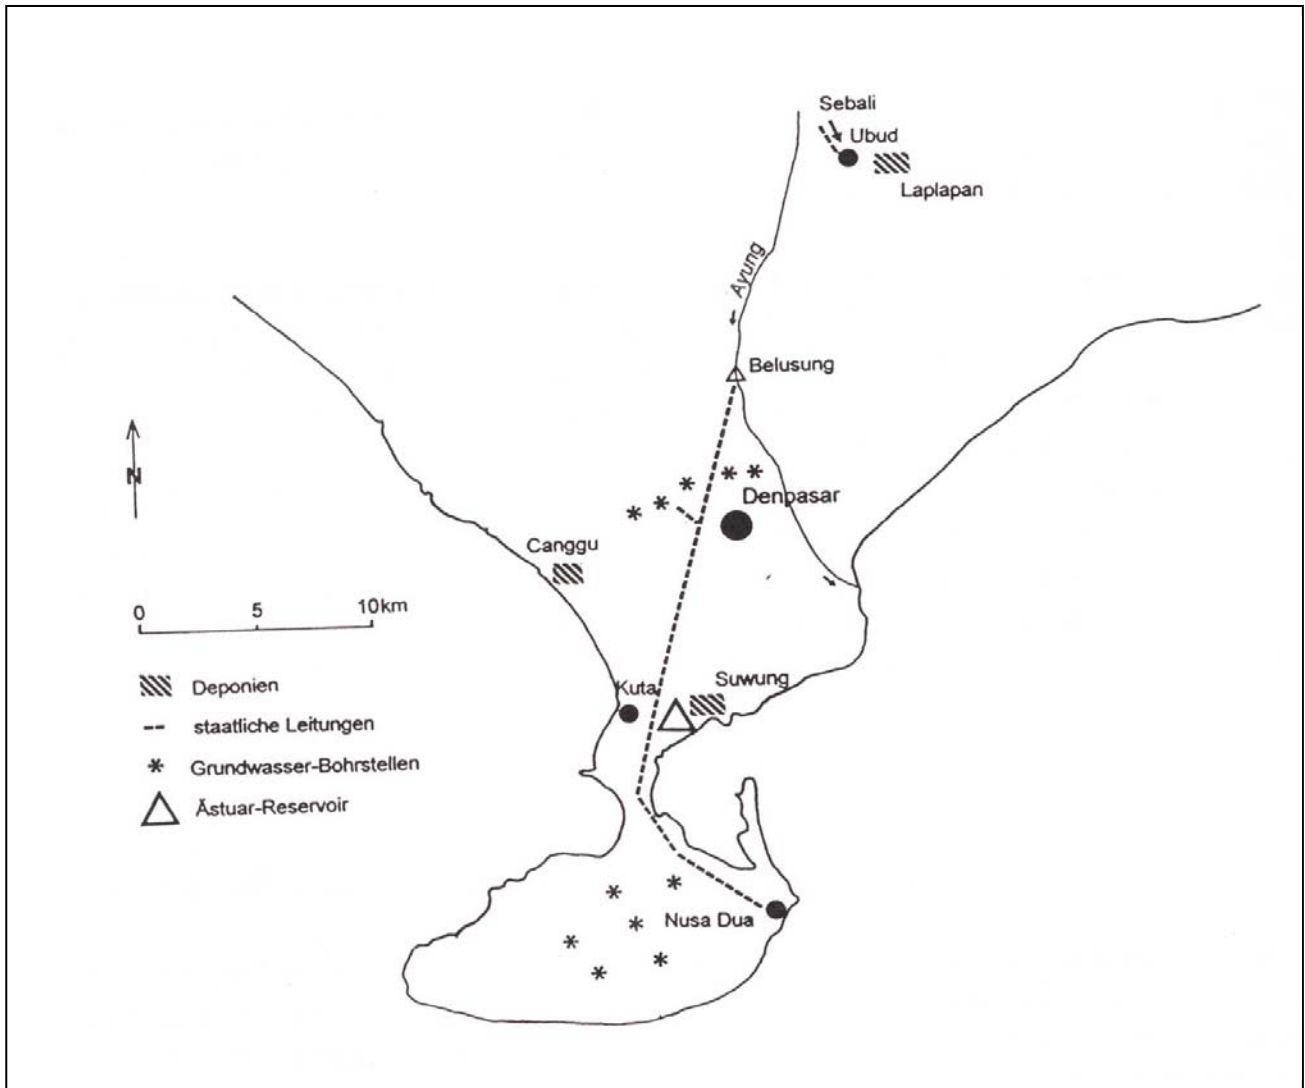 Sebali
Ubud
Laplapan
Ayung
Belusung
N
Denpasar
Canggu
0 5 10km
Suwung
Deponien
Kuta
staatliche Leitungen
Grundwasser-Bohrstellen
Ästuar-Reservoir
Nusa Dua